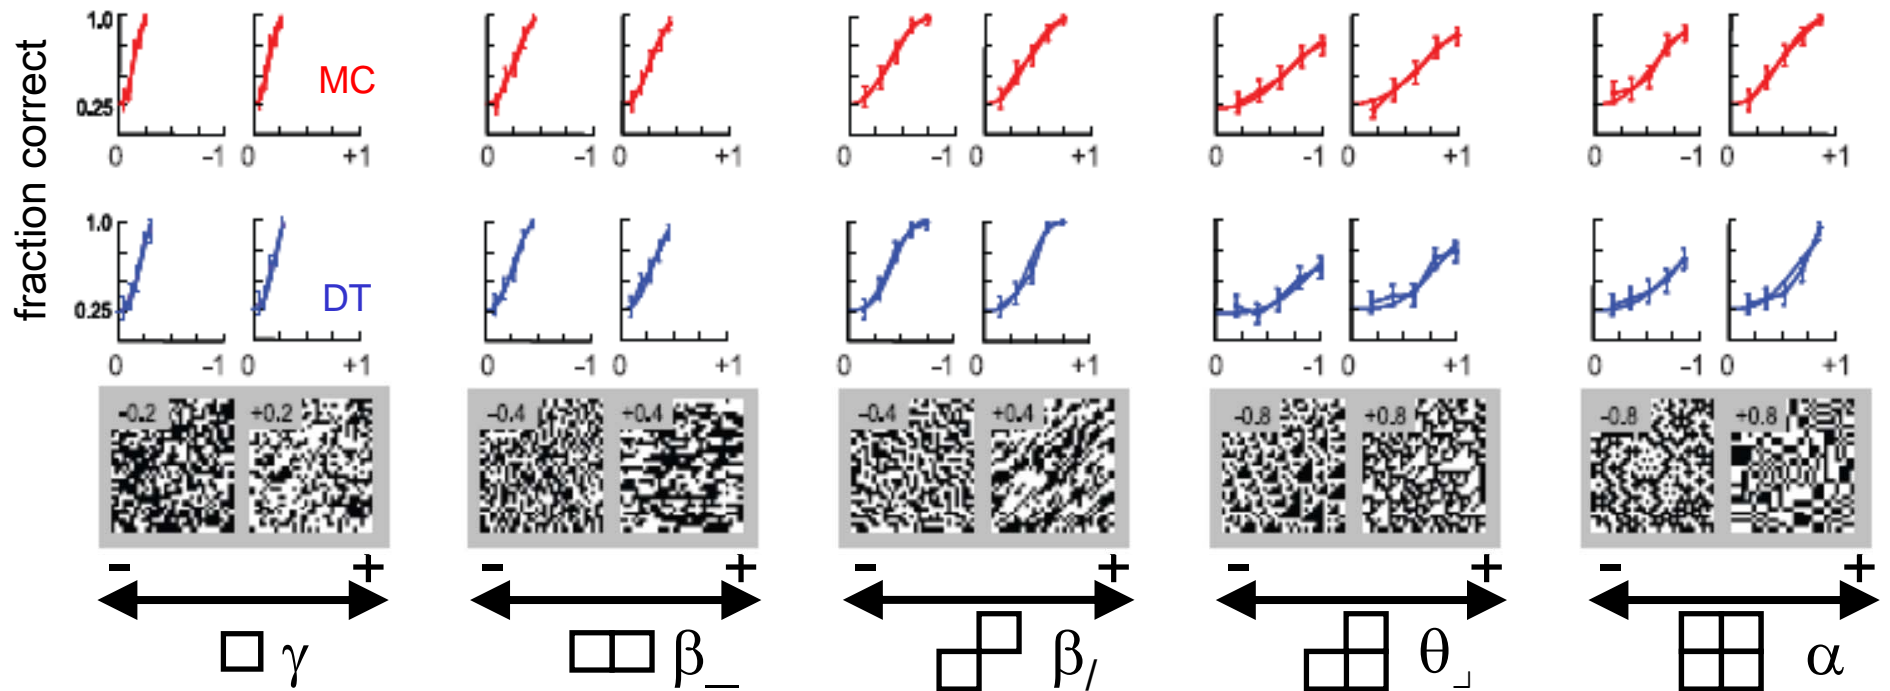 fraction correct
1.0
0.25
MC
0 -1 0 +1 0 -1 0 +1 0 -1 0 +1 0 -1 0 +1 0 -1 0 +1
1.0
0.25
DT
0 -1 0 +1 0 -1 0 +1 0 -1 0 +1 0 -1 0 +1 0 -1 0 +1
-0.2 +0.2 -0.4 +0.4 -0.4 +0.4 -0.8 +0.8 -0.8 +0.8
- + - + - + - + - +
γ β_ β/ θ⌟ α